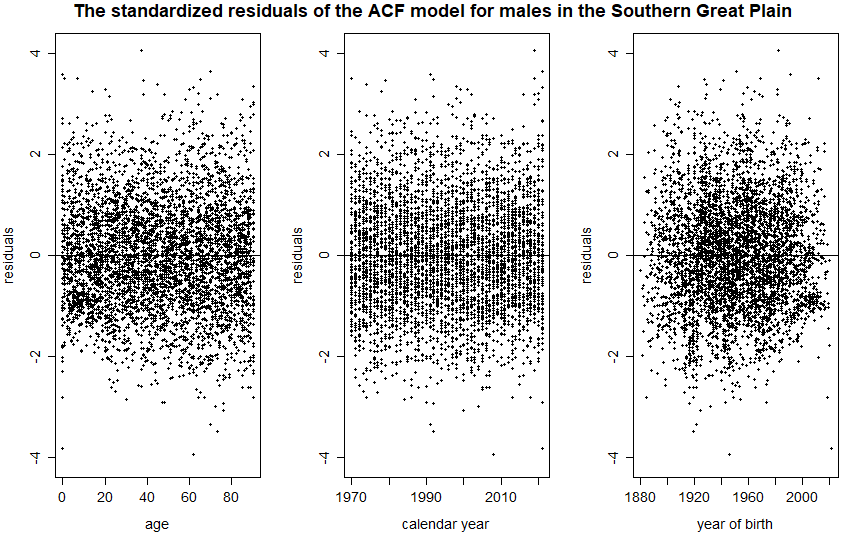 The standardized residuals of the ACF model for males in the Southern Great Plain
4
2
0
-2
-4
residuals
0 20 40 60 80
age
4
2
0
-2
-4
residuals
1970 1990 2010
calendar year
4
2
0
-2
-4
residuals
1880 1920 1960 2000
year of birth